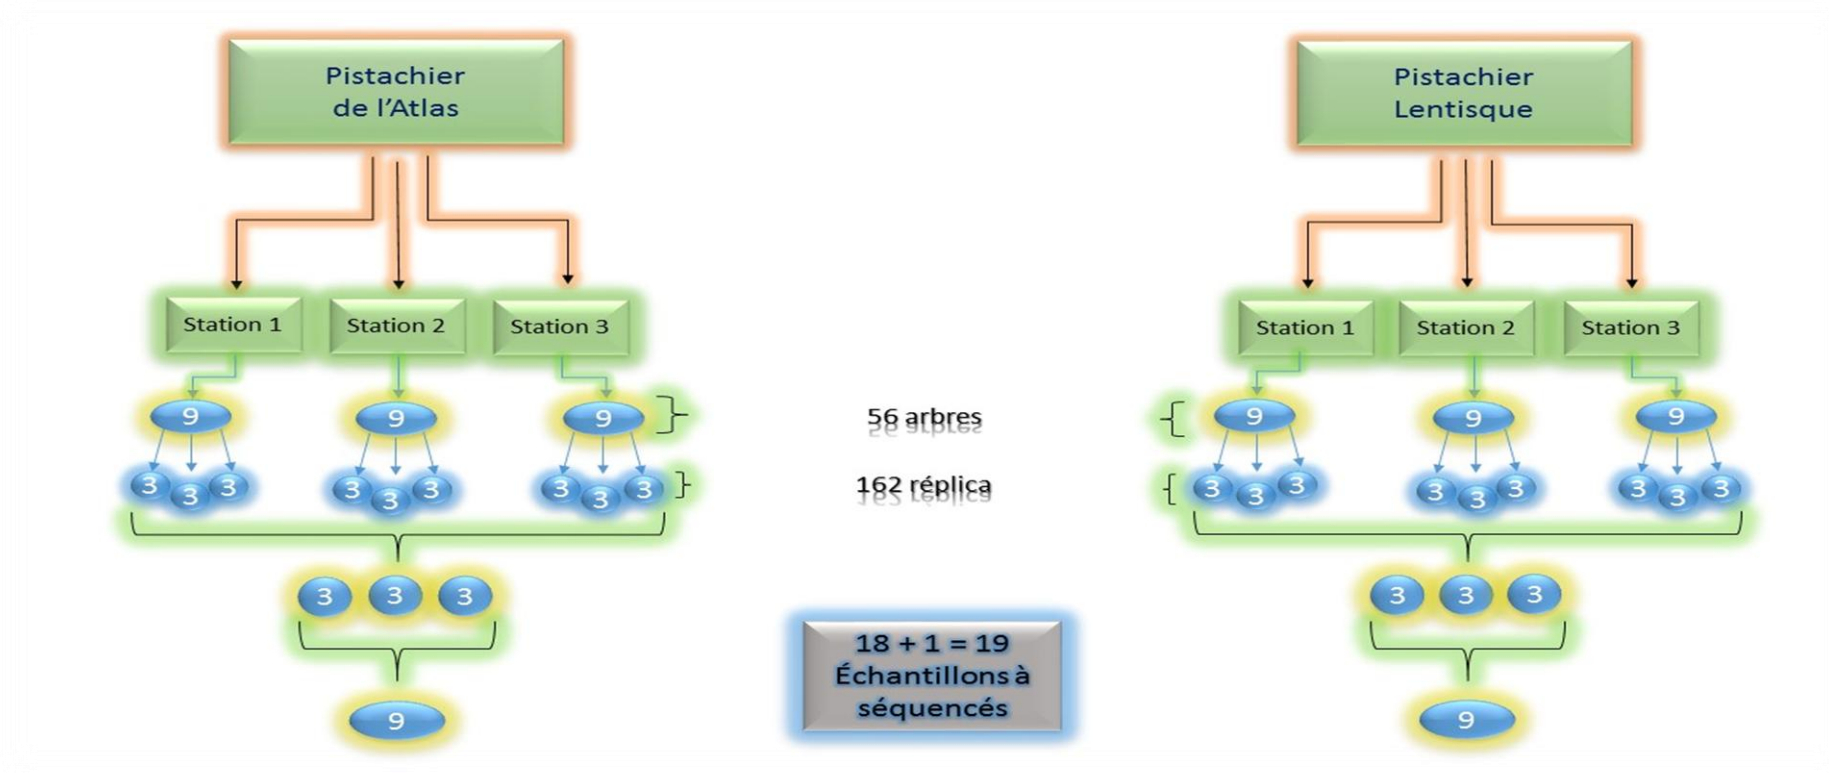 Pistachier
de l'Atlas
Pistachier
Lentisque
Station 1
Station 2
Station 3
Station 1
Station 2
Station 3
9
9
9
56 arbres
9
9
9
3 3 3
3 3 3
3 3 3
162 réplica
3 3 3
3 3 3
3 3 3
3 3 3
3 3 3
18 + 1 = 19
Échantillons à
séquencés
9
9